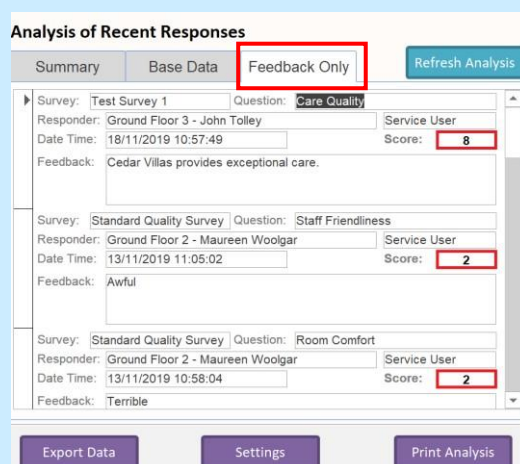 Analysis of Recent Responses
Summary Base Data Feedback Only Refresh Analysis
Survey: Test Survey 1 Question: Care Quality
Responder: Ground Floor 3 - John Tolley Service User
Date Time: 18/11/2019 10:57:49 Score: 8
Feedback: Cedar Villas provides exceptional care.
Survey: Standard Quality Survey Question: Staff Friendliness
Responder: Ground Floor 2 - Maureen Woolgar Service User
Date Time: 13/11/2019 11:05:02 Score: 2
Feedback: Awful
Survey: Standard Quality Survey Question: Room Comfort
Responder: Ground Floor 2 - Maureen Woolgar Service User
Date Time: 13/11/2019 10:58:04 Score: 2
Feedback: Terrible
Export Data Settings Print Analysis